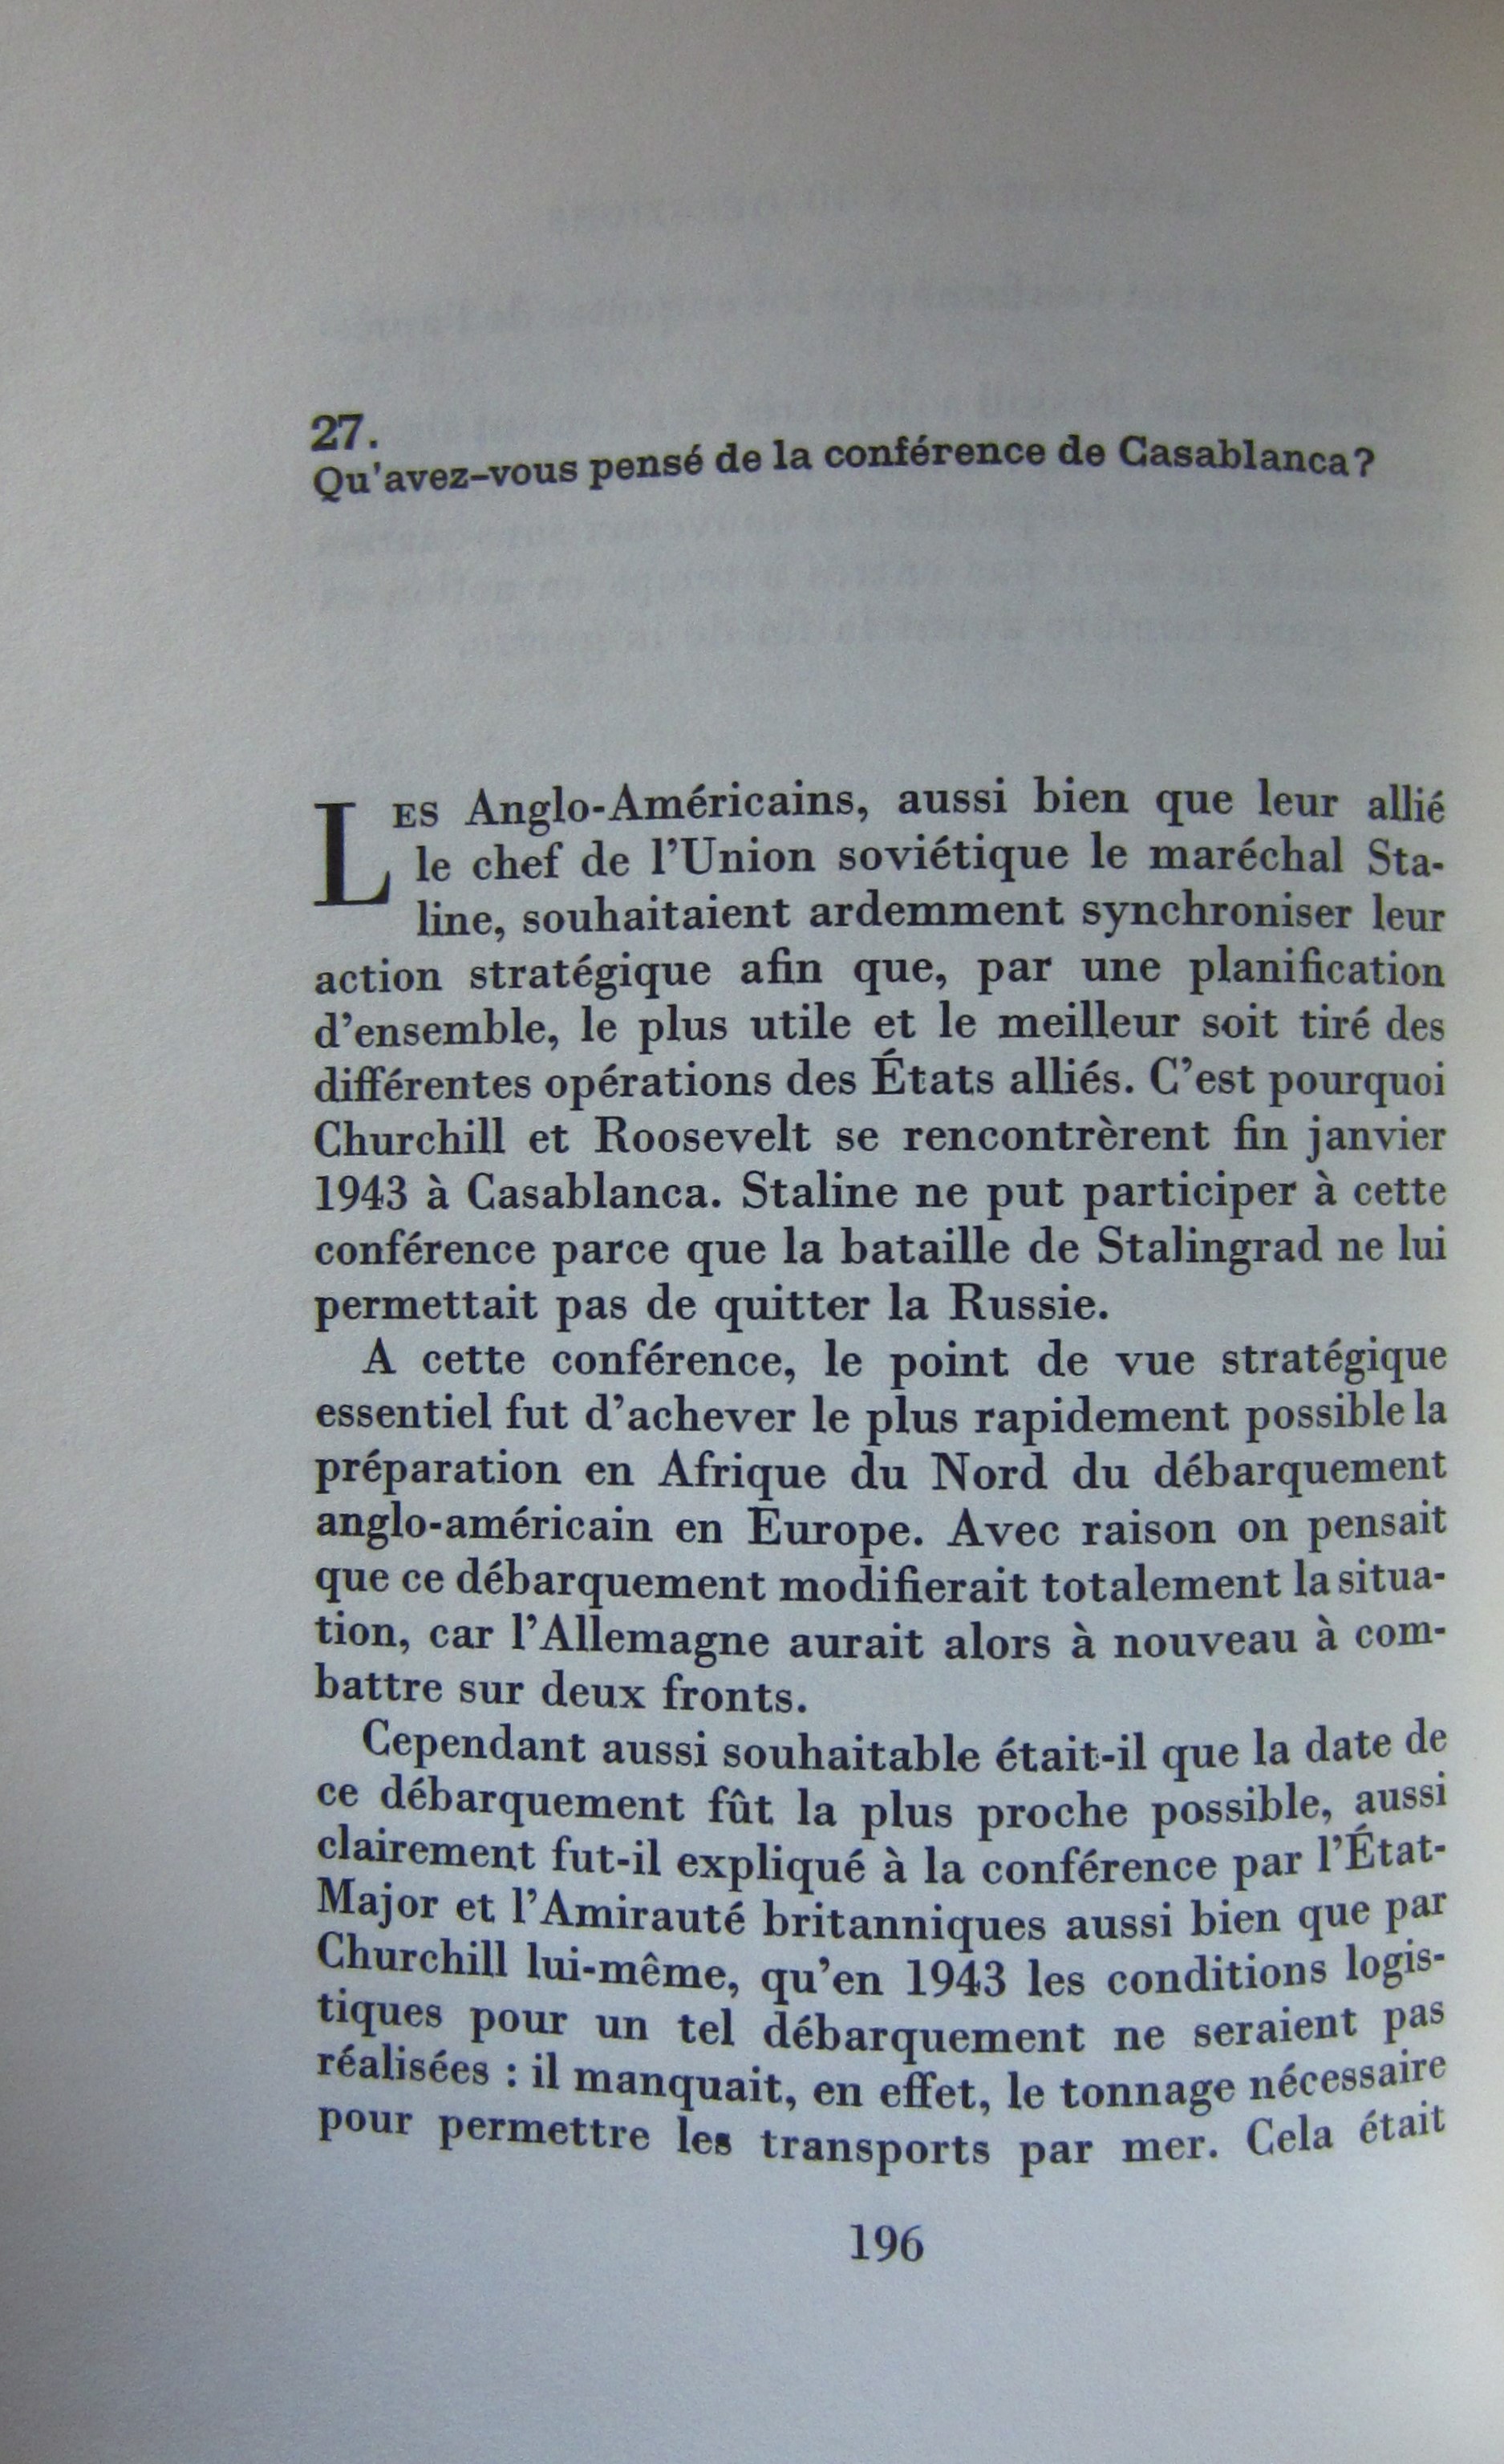 27.
Qu'avez-vous pensé de la conférence de Casablanca?
LES Anglo-Américains, aussi bien que leur allié
le chef de l'Union soviétique le maréchal Sta-
line, souhaitaient ardemment synchroniser leur
action stratégique afin que, par une planification
d'ensemble, le plus utile et le meilleur soit tiré des
différentes opérations des États alliés. C'est pourquoi
Churchill et Roosevelt se rencontrèrent fin janvier
1943 à Casablanca. Staline ne put participer à cette
conférence parce que la bataille de Stalingrad ne lui
permettait pas de quitter la Russie.
A cette conférence, le point de vue stratégique
essentiel fut d'achever le plus rapidement possible la
préparation en Afrique du Nord du débarquement
anglo-américain en Europe. Avec raison on pensait
que ce débarquement modifierait totalement la situa-
tion, car l'Allemagne aurait alors à nouveau à com-
battre sur deux fronts.
Cependant aussi souhaitable était-il que la date de
ce débarquement fût la plus proche possible, aussi
clairement fut-il expliqué à la conférence par l'État-
Major et l'Amirauté britanniques aussi bien que par
Churchill lui-même, qu'en 1943 les conditions logis-
tiques pour un tel débarquement ne seraient pas
réalisées : il manquait, en effet, le tonnage nécessaire
pour permettre les transports par mer. Cela était
196